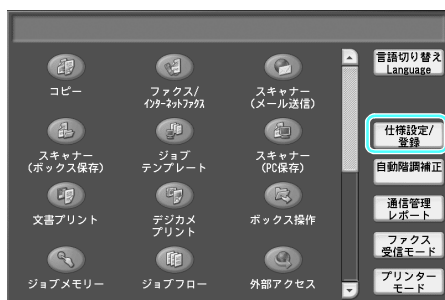 言語切り替え
Language
コピー
ファクス/
インターネットファクス
スキャナー
(メール送信)
仕様設定/
登録
スキャナー
(ボックス保存)
ジョブ
テンプレート
スキャナー
(PC保存)
自動階調補正
文書プリント
デジカメ
プリント
ボックス操作
通信管理
レポート
ファクス
受信モード
ジョブメモリー
ジョブフロー
外部アクセス
プリンター
モード